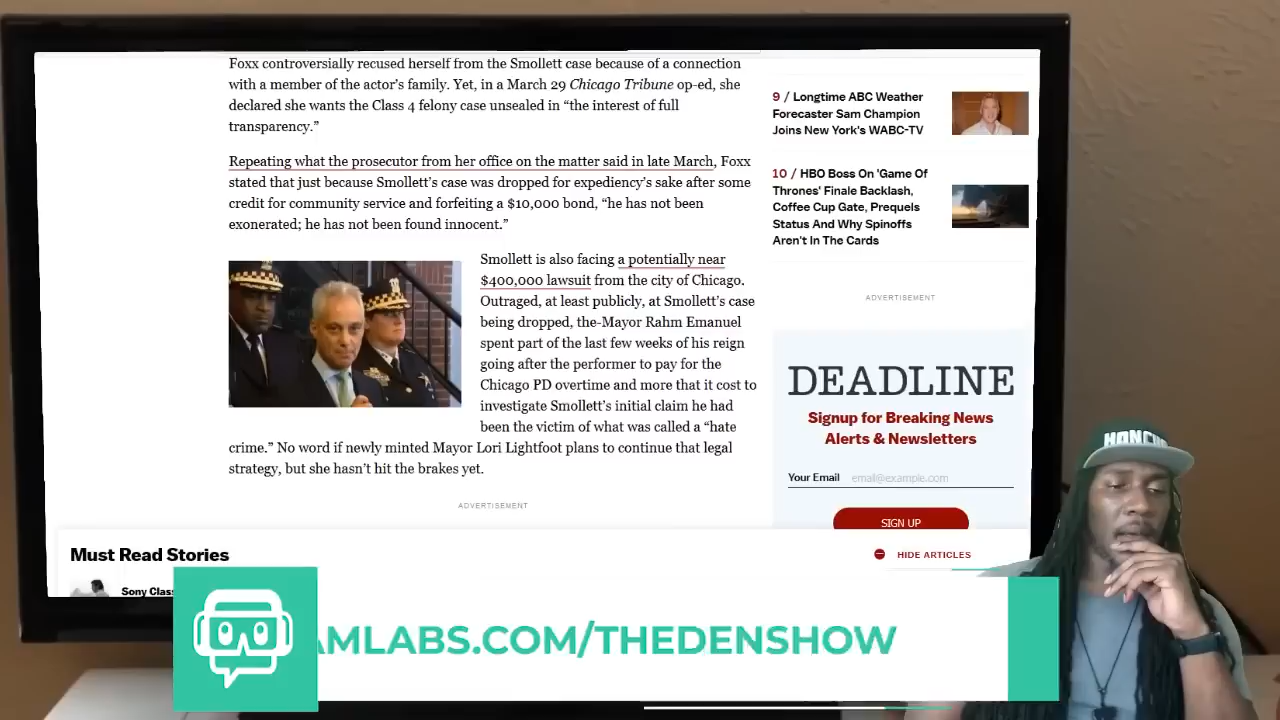 Foxx controversially recused herself from the Smollett case because of a connection
with a member of the actor's family. Yet, in a March 29 Chicago Tribune op-ed, she
declared she wants the Class 4 felony case unsealed in “the interest of full
transparency.”
Repeating what the prosecutor from her office on the matter said in late March, Foxx
stated that just because Smollett's case was dropped for expediency's sake after some
credit for community service and forfeiting a $10,000 bond, “he has not been
exonerated; he has not been found innocent.”
Smollett is also facing a potentially near
$400,000 lawsuit from the city of Chicago.
Outraged, at least publicly, at Smollett's case
being dropped, the-Mayor Rahm Emanuel
spent part of the last few weeks of his reign
going after the performer to pay for the
Chicago PD overtime and more that it cost to
investigate Smollett's initial claim he had
been the victim of what was called a “hate
crime.” No word if newly minted Mayor Lori Lightfoot plans to continue that legal
strategy, but she hasn't hit the brakes yet.
ADVERTISEMENT
9 / Longtime ABC Weather
Forecaster Sam Champion
Joins New York's WABC-TV
10 / HBO Boss On 'Game Of
Thrones' Finale Backlash,
Coffee Cup Gate, Prequels
Status And Why Spinoffs
Aren't In The Cards
ADVERTISEMENT
DEADLINE
Signup for Breaking News
Alerts & Newsletters
Your Email email@example.com
SIGN UP
Must Read Stories
HIDE ARTICLES
Sony Clas
AMLABS.COM/THEDENSHOW